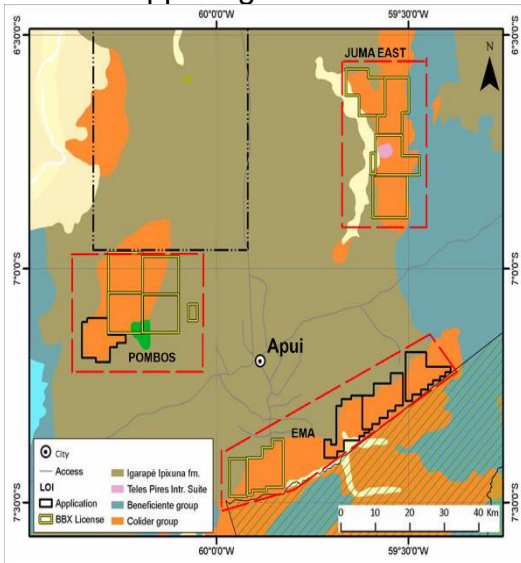 60°0'0"W
59°30'0"W
6°30'0"S
6°30'0"S
JUMA EAST
N
7°0'0"S
7°0'0"S
POMBOS
Apui
EMA
City
Access
LOI
Application
BBX License
Igarapé Ipixuna fm.
Teles Pires Intr. Suite
Beneficiente group
Colider group
0 10 20 30 40 Km
7°30'0"S
7°30'0"S
60°0'0"W
59°30'0"W